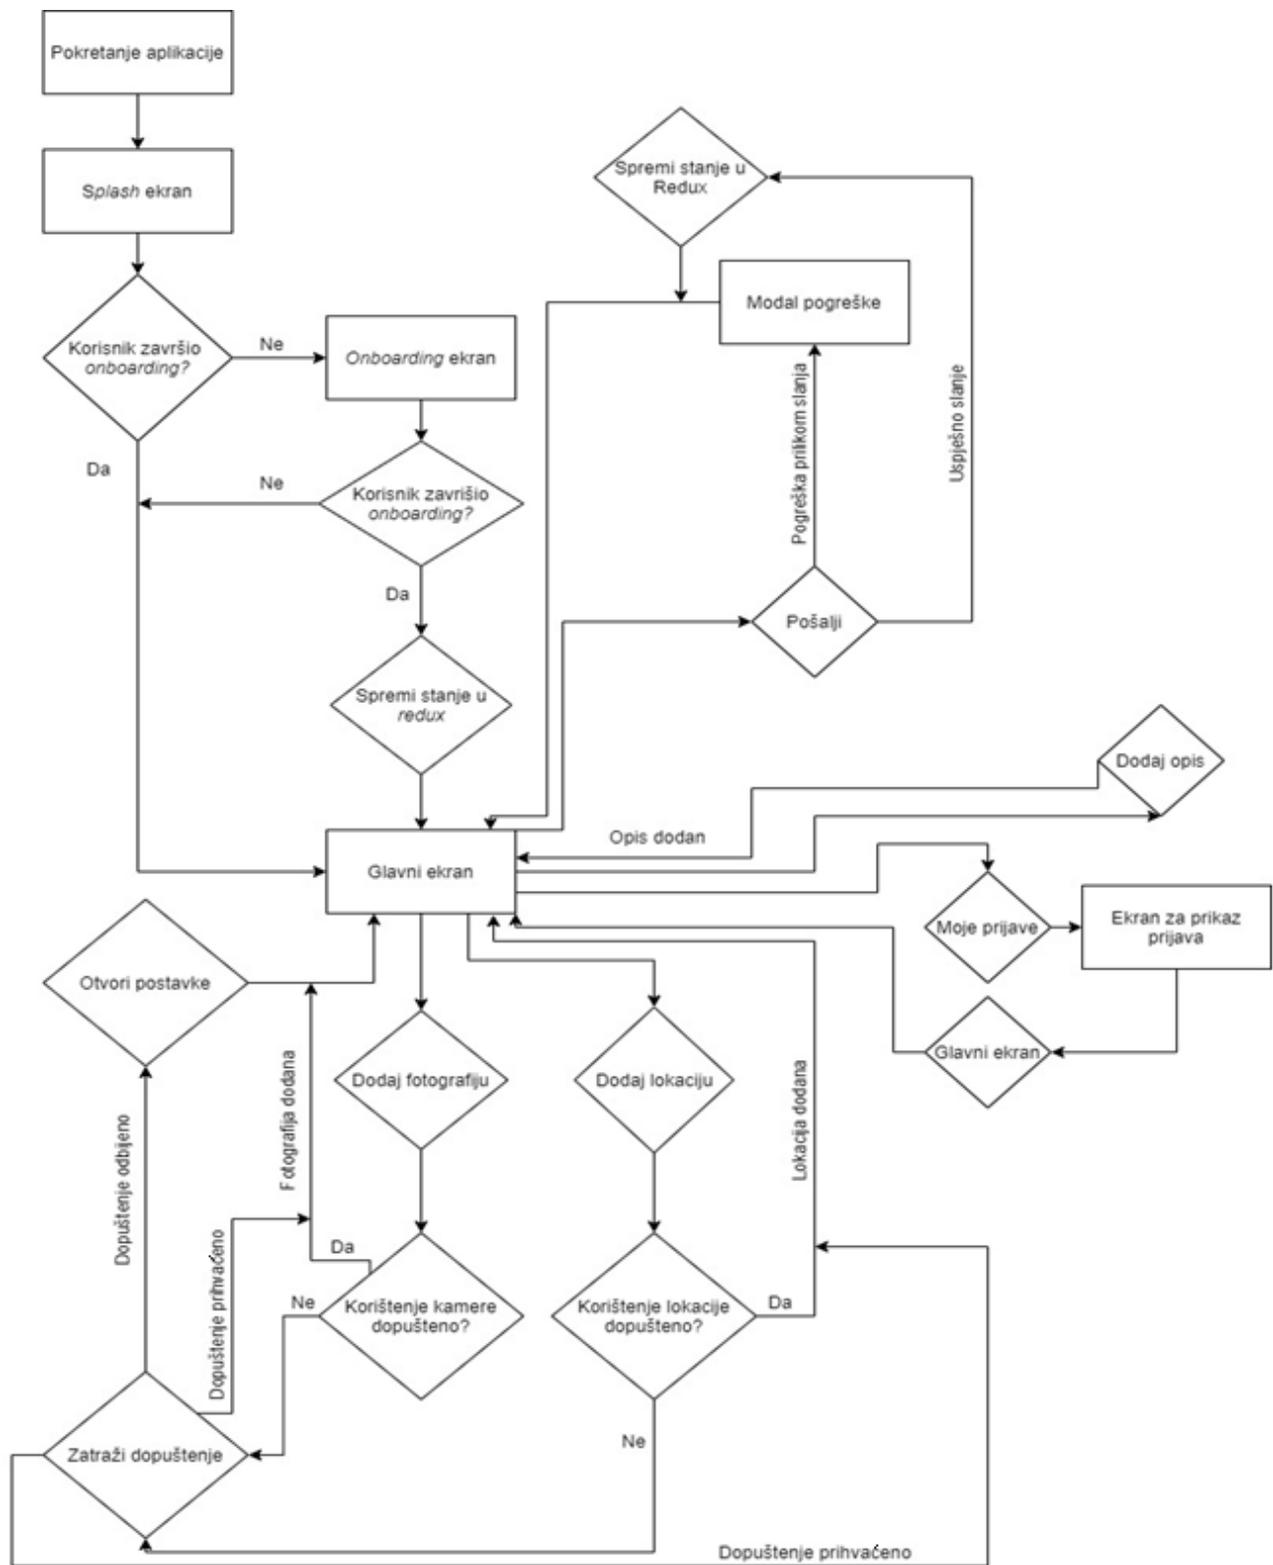 Pokretanje aplikacije
Splash ekran
Spremi stanje u
Redux
Modal pogreške
Korisnik završio
onboarding?
Ne
Onboarding ekran
Pogreška prilikom slanja
Uspješno slanje
Da
Ne
Korisnik završio
onboarding?
Da
Pošalji
Spremi stanje u
redux
Dodaj opis
Opis dodan
Glavni ekran
Moje prijave
Ekran za prikaz
prijava
Otvori postavke
Glavni ekran
Dodaj fotografiju
Dodaj lokaciju
Fotografija dodana
Lokacija dodana
Dopuštenje odbijeno
Dopuštenje prihvaćeno
Da
Ne
Korištenje kamere
dopušteno?
Korištenje lokacije
dopušteno?
Da
Ne
Zatraži dopuštenje
Dopuštenje prihvaćeno